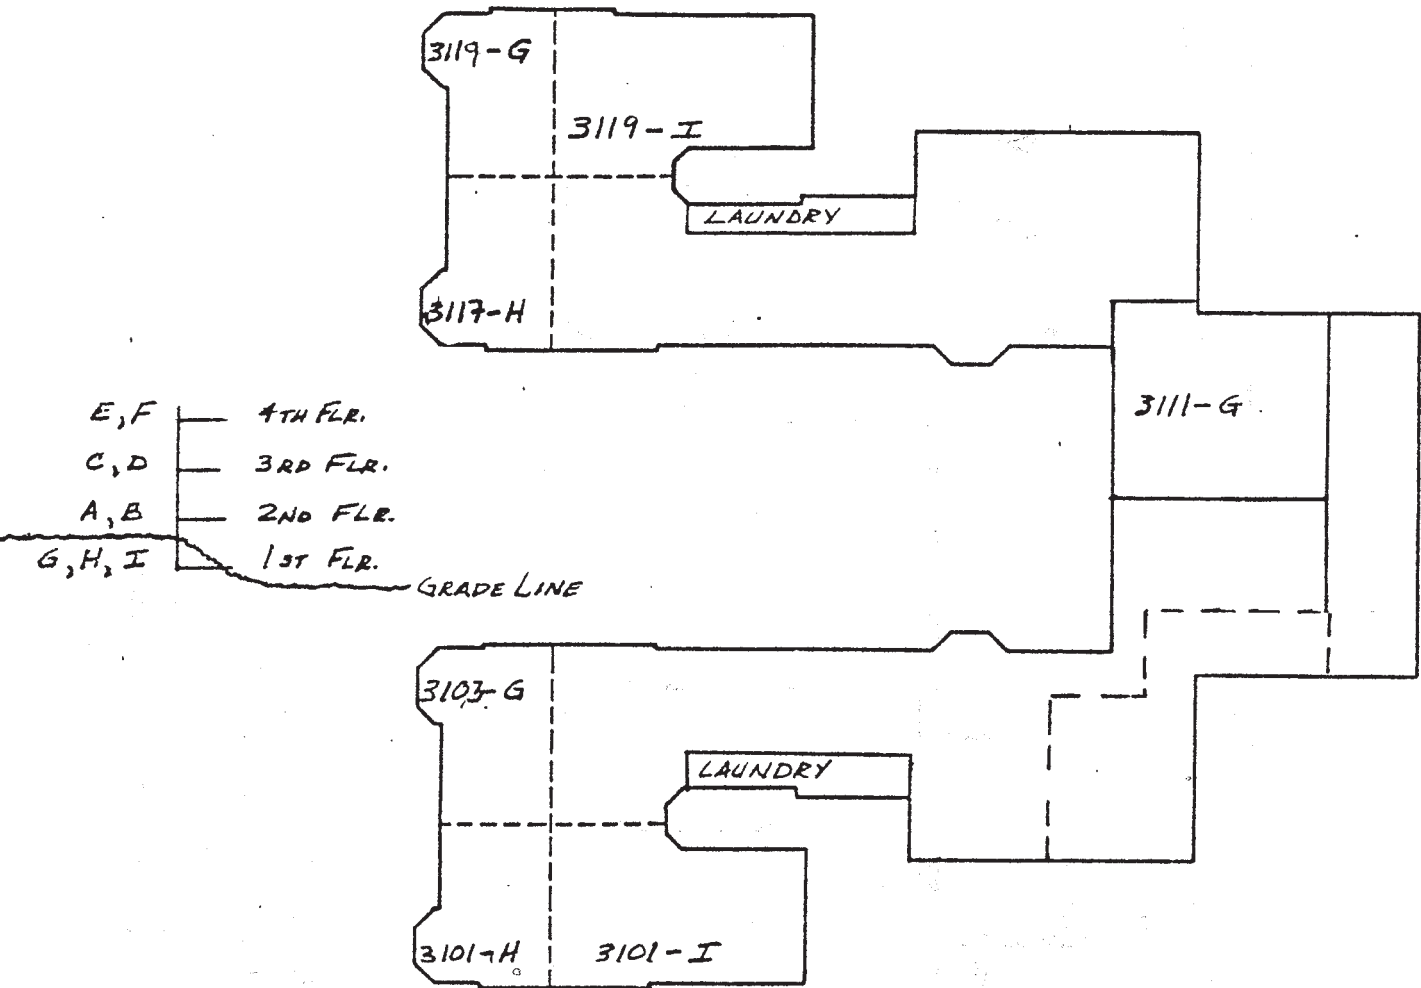 3119-G
3119-I
LAUNDRY
3117-H
3111-G
E,F 4TH FLR.
C,D 3RD FLR.
A,B 2ND FLR.
G,H,I 1ST FLR.
GRADE LINE
3103-G
LAUNDRY
3101-H
3101-I